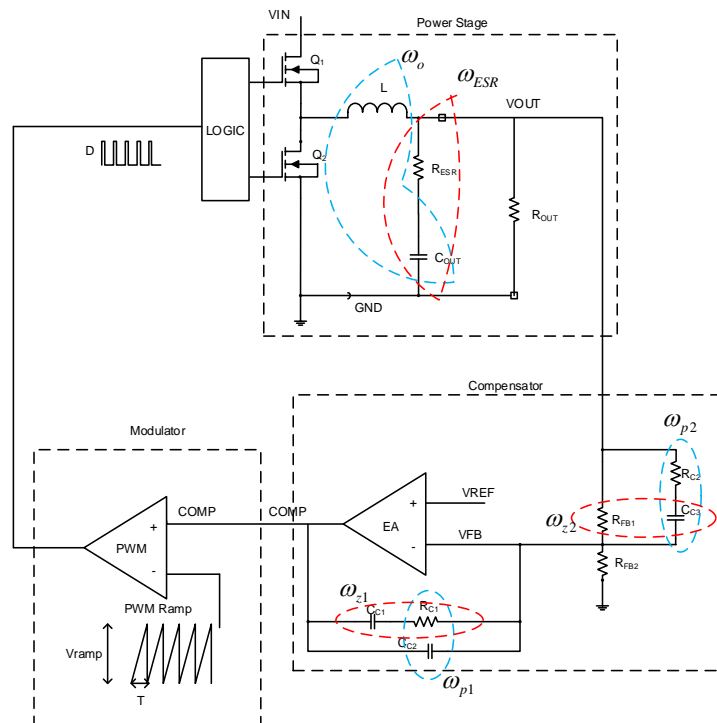 VIN
Power Stage
Q1
ωo
ωESR
L
VOUT
LOGIC
D
Q2
RESR
ROUT
COUT
GND
Compensator
ωp2
Modulator
RC2
VREF
COMP
COMP
EA
CC3
+
+
RFB1
ωz2
PWM
VFB
-
-
RFB2
ωz1
PWM Ramp
CC1
RC1
Vramp
CC2
T
ωp1